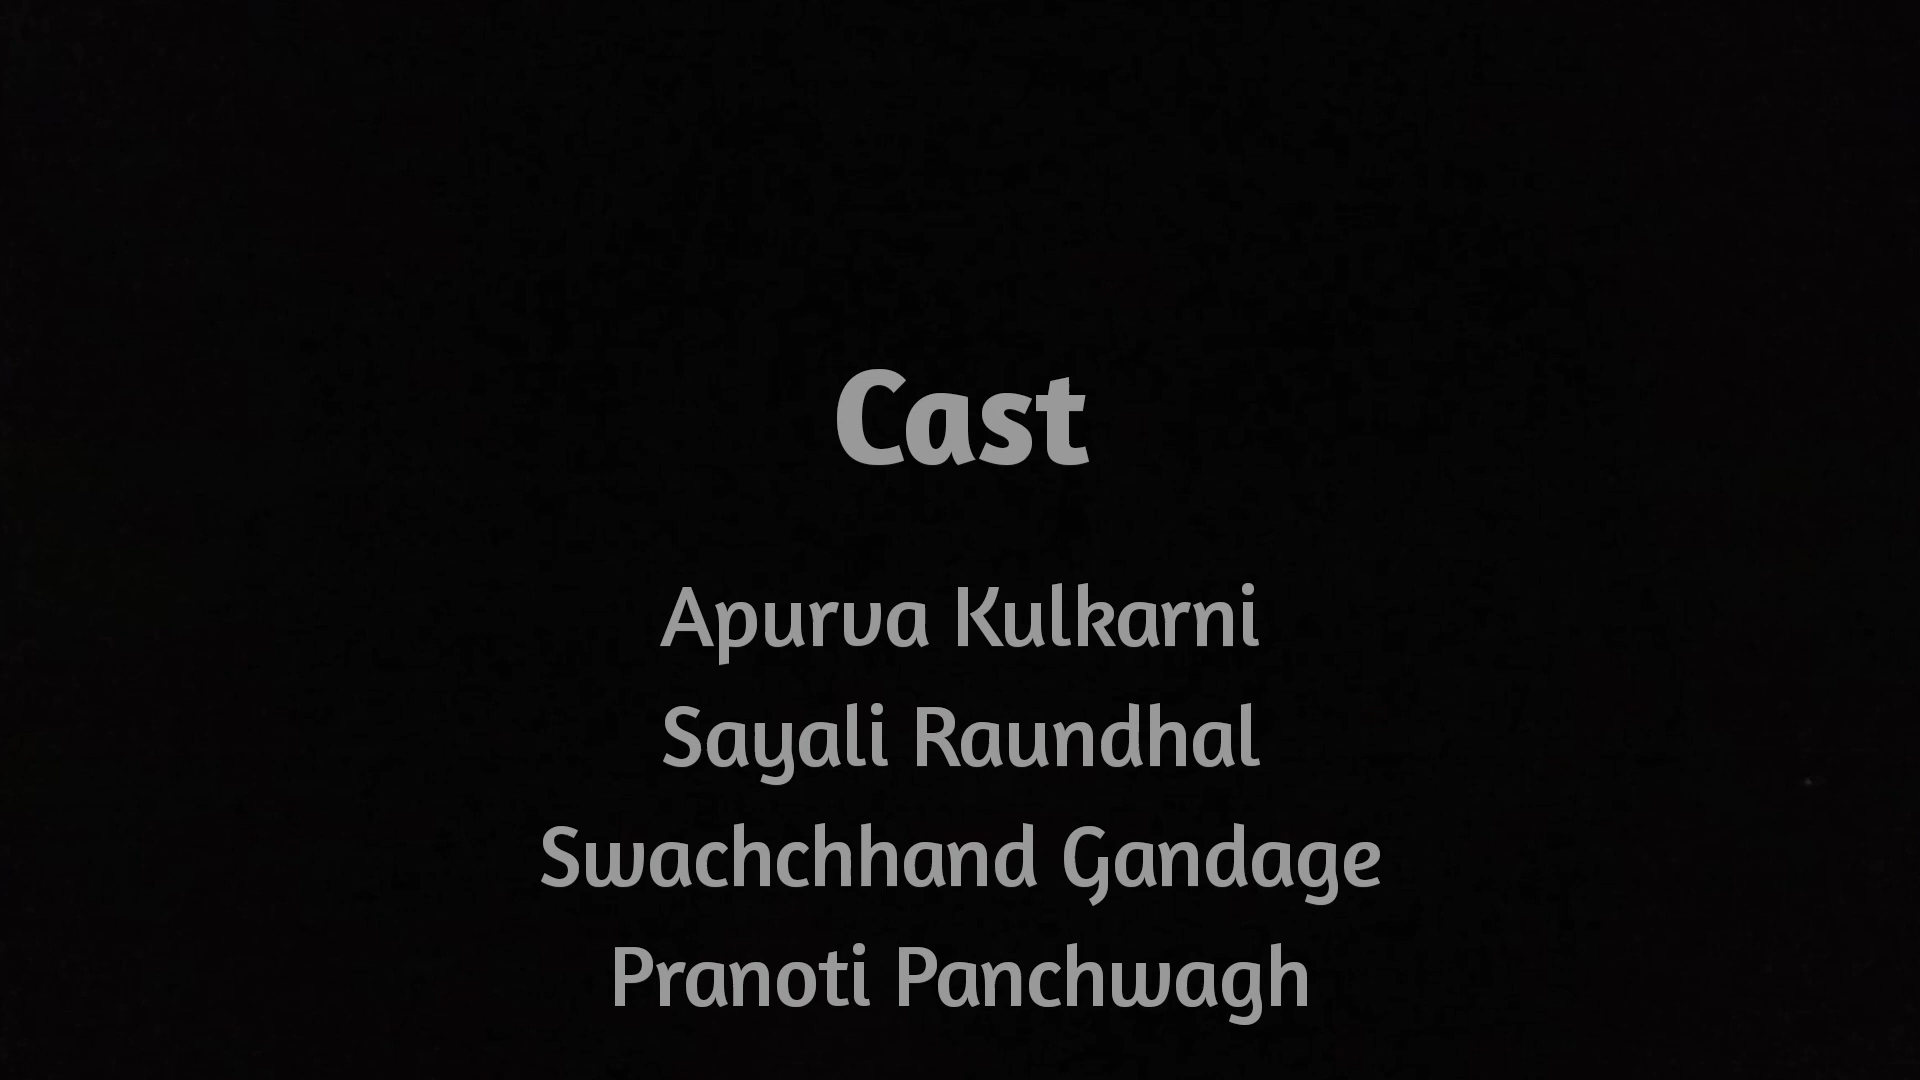 Cast
Apurva Kulkarni
Sayali Raundhal
Swachchhand Gandage
Pranoti Panchwagh